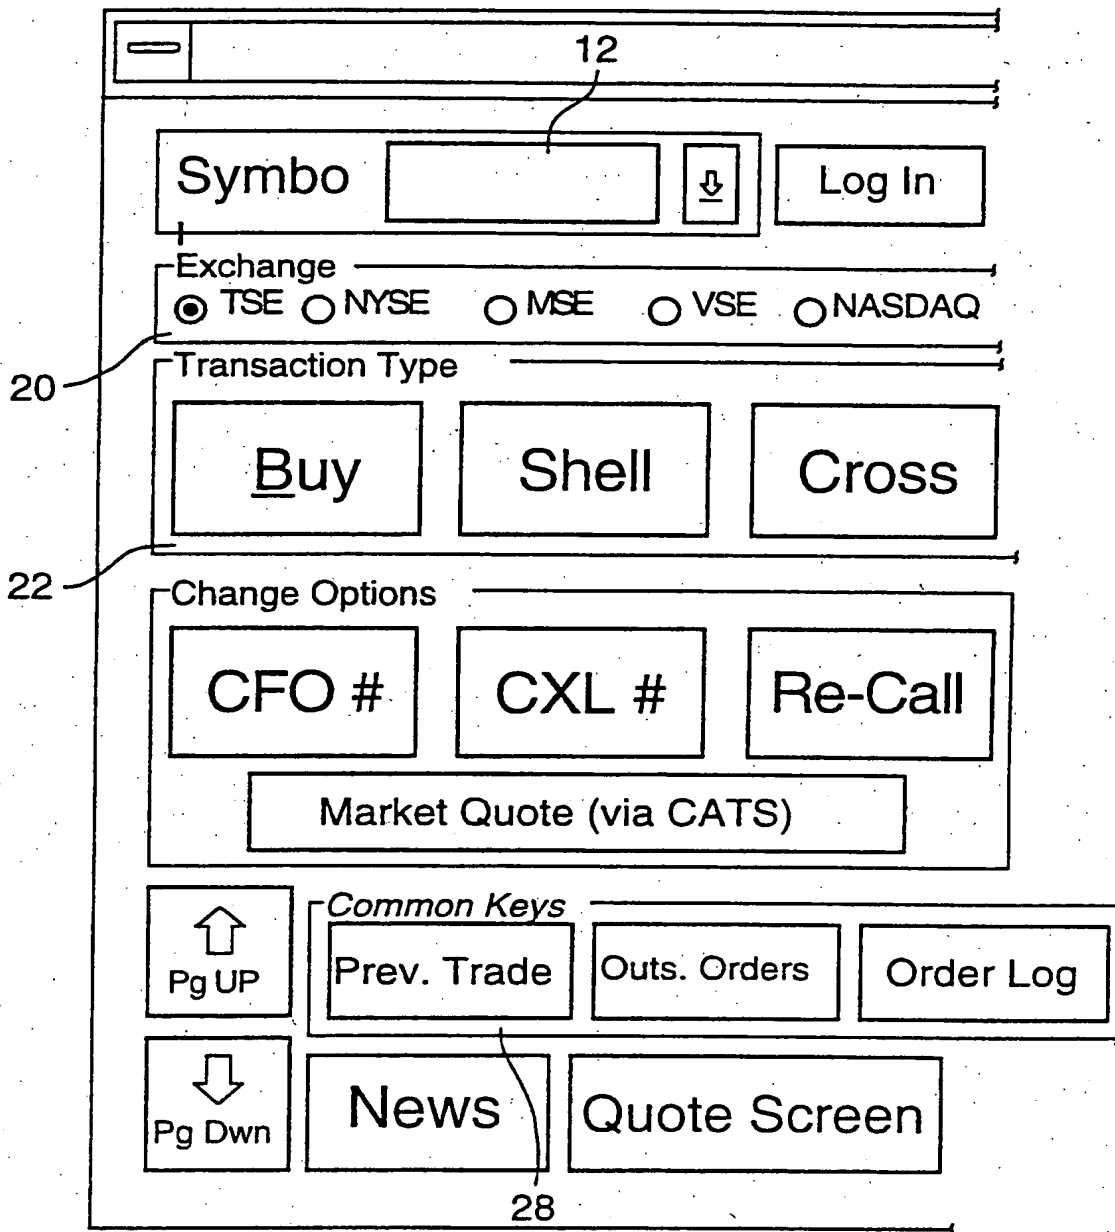 12
Symbo
l
Log In
Exchange
TSE NYSE MSE VSE NASDAQ
20
Transaction Type
Buy Shell Cross
22
Change Options
CFO # CXL # Re-Call
Market Quote (via CATS)
Pg UP
Common Keys
Prev. Trade Outs. Orders Order Log
Pg Dwn
News Quote Screen
28